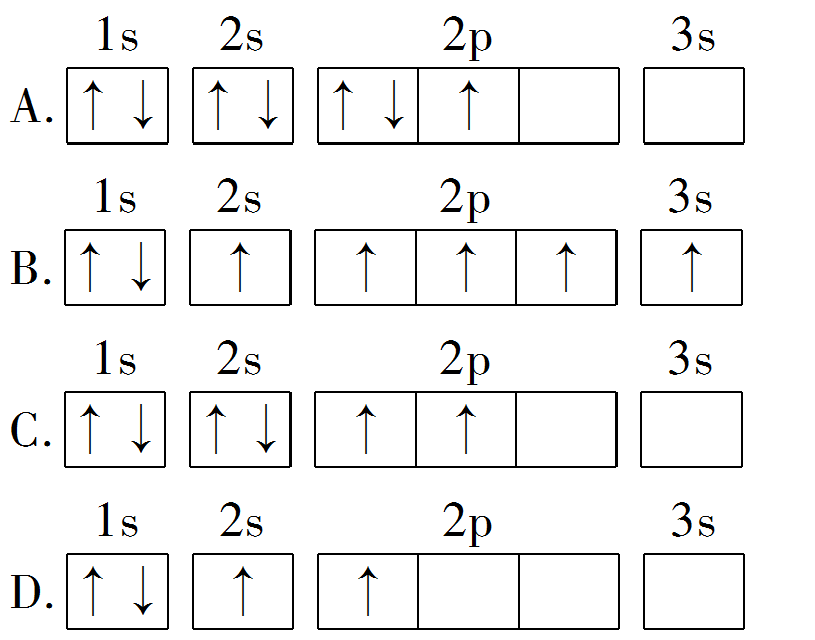 1s 2s 2p 3s
A. ↑ ↓ ↑ ↓ ↑ ↓ ↑
1s 2s 2p 3s
B. ↑ ↓ ↑ ↑ ↑ ↑ ↑
1s 2s 2p 3s
C. ↑ ↓ ↑ ↓ ↑ ↑
1s 2s 2p 3s
D. ↑ ↓ ↑ ↑